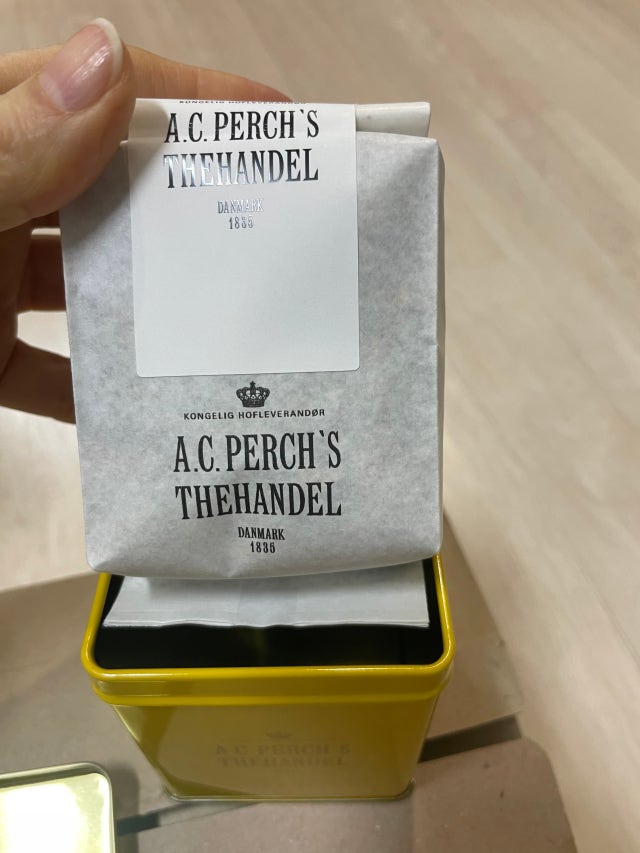 KONGELIG HOFLEVERANDØR
A.C. PERCH`S
THEHANDEL
DANMARK
1835
KONGELIG HOFLEVERANDØR
A.C. PERCH`S
THEHANDEL
DANMARK
1835
A.C. PERCH`S
THEHANDEL